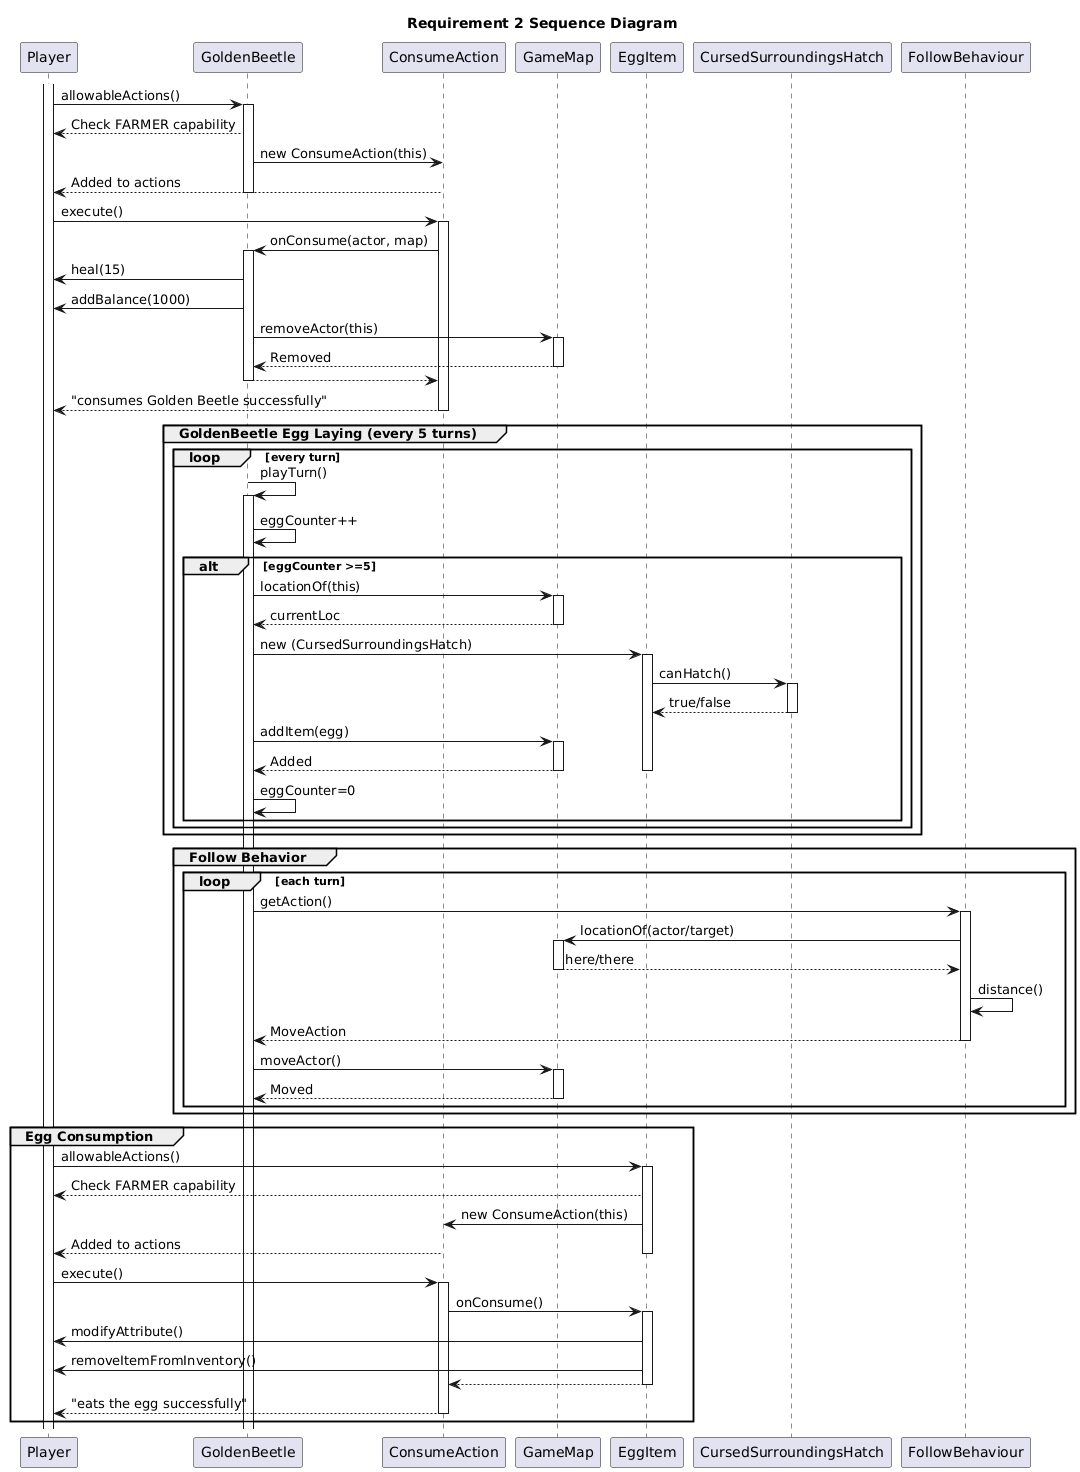 Requirement 2 Sequence Diagram
Player
GoldenBeetle
ConsumeAction
GameMap
EggItem
CursedSurroundingsHatch
FollowBehaviour
allowableActions()
Check FARMER capability
new ConsumeAction(this)
Added to actions
execute()
onConsume(actor, map)
heal(15)
addBalance(1000)
removeActor(this)
Removed
"consumes Golden Beetle successfully"
GoldenBeetle Egg Laying (every 5 turns)
loop
[every turn]
playTurn()
eggCounter++
alt
[eggCounter >=5]
locationOf(this)
currentLoc
new (CursedSurroundingsHatch)
canHatch()
true/false
addItem(egg)
Added
eggCounter=0
Follow Behavior
loop
[each turn]
getAction()
locationOf(actor/target)
here/there
distance()
MoveAction
moveActor()
Moved
Egg Consumption
allowableActions()
Check FARMER capability
new ConsumeAction(this)
Added to actions
execute()
onConsume()
modifyAttribute()
removeItemFromInventory()
"eats the egg successfully"
Player
GoldenBeetle
ConsumeAction
GameMap
EggItem
CursedSurroundingsHatch
FollowBehaviour